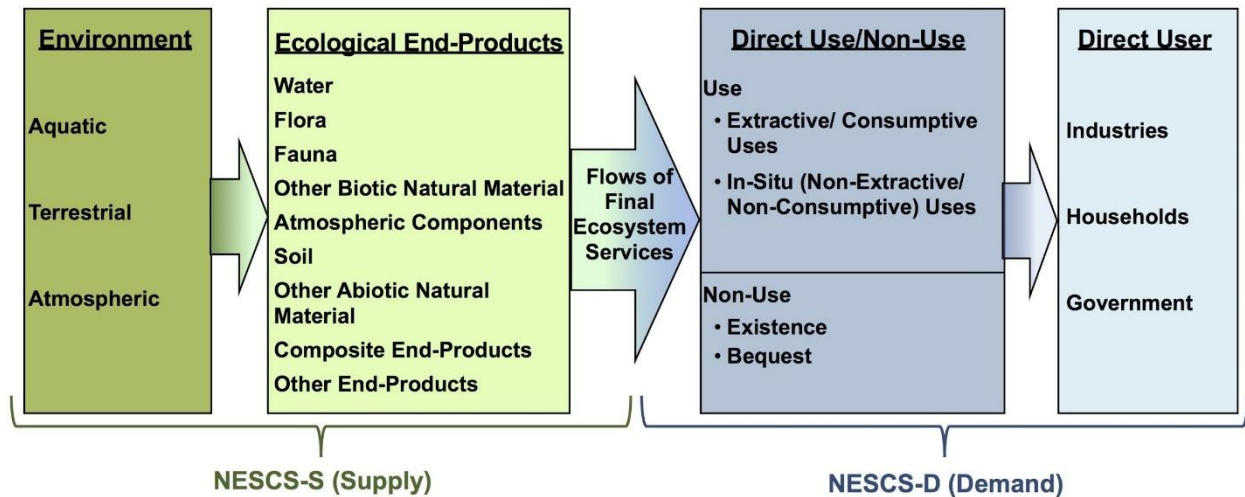 Environment
Aquatic
Terrestrial
Atmospheric
Ecological End-Products
Water
Flora
Fauna
Other Biotic Natural Material
Atmospheric Components
Soil
Other Abiotic Natural
Material
Composite End-Products
Other End-Products
Flows of
Final
Ecosystem
Services
Direct Use/Non-Use
Use
• Extractive/ Consumptive
Uses
• In-Situ (Non-Extractive/
Non-Consumptive) Uses
Non-Use
• Existence
• Bequest
Direct User
Industries
Households
Government
NESCS-S (Supply)
NESCS-D (Demand)